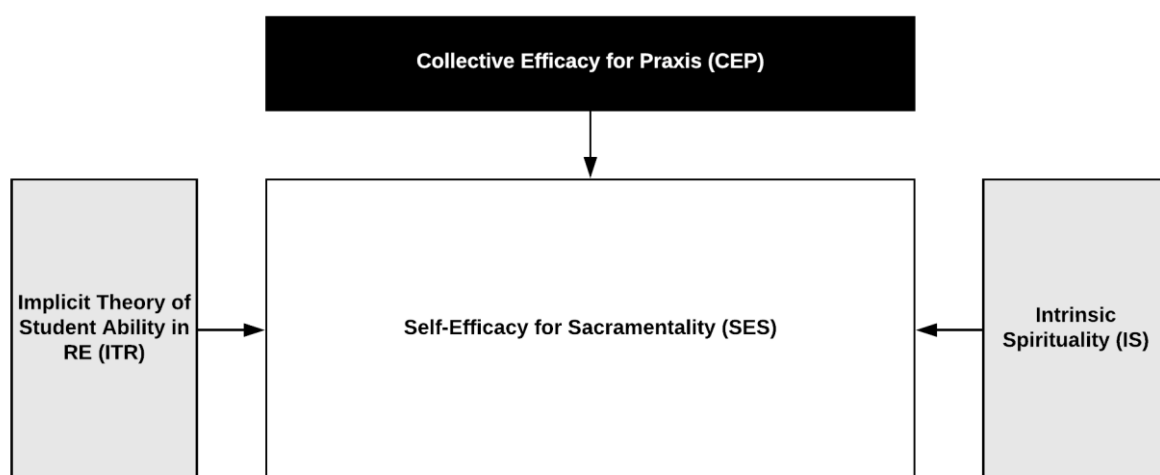 Collective Efficacy for Praxis (CEP)
Implicit Theory of
Student Ability in
RE (ITR)
Self-Efficacy for Sacramentality (SES)
Intrinsic
Spirituality (IS)